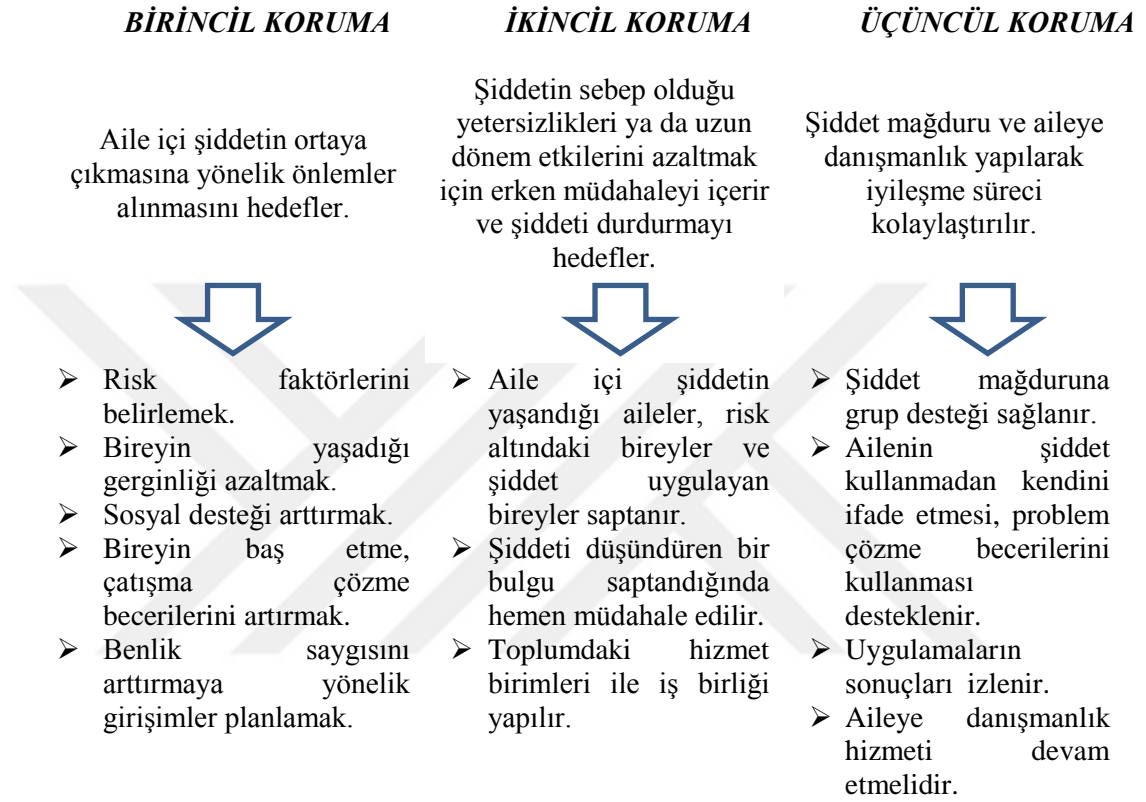 BİRİNCİL KORUMA
Aile içi şiddetin ortaya
çıkmasına yönelik önlemler
alınmasını hedefler.
➢ Risk faktörlerini
belirlemek.
➢ Bireyin yaşadığı
gerginliği azaltmak.
➢ Sosyal desteği arttırmak.
➢ Bireyin baş etme,
çatışma çözme
becerilerini artırmak.
➢ Benlik saygısını
arttırmaya yönelik
girişimler planlamak.
İKİNCİL KORUMA
Şiddetin sebep olduğu
yetersizlikleri ya da uzun
dönem etkilerini azaltmak
için erken müdahaleyi içerir
ve şiddeti durdurmayı
hedefler.
➢ Aile içi şiddetin
yaşandığı aileler, risk
altındaki bireyler ve
şiddet uygulayan
bireyler saptanır.
➢ Şiddeti düşündüren bir
bulgu saptandığında
hemen müdahale edilir.
➢ Toplumdaki hizmet
birimleri ile iş birliği
yapılır.
ÜÇÜNCÜL KORUMA
Şiddet mağduru ve aileye
danışmanlık yapılarak
iyileşme süreci
kolaylaştırılır.
➢ Şiddet mağduruna
grup desteği sağlanır.
➢ Ailenin şiddet
kullanmadan kendini
ifade etmesi, problem
çözme becerilerini
kullanması
desteklenir.
➢ Uygulamaların
sonuçları izlenir.
➢ Aileye danışmanlık
hizmeti devam
etmelidir.